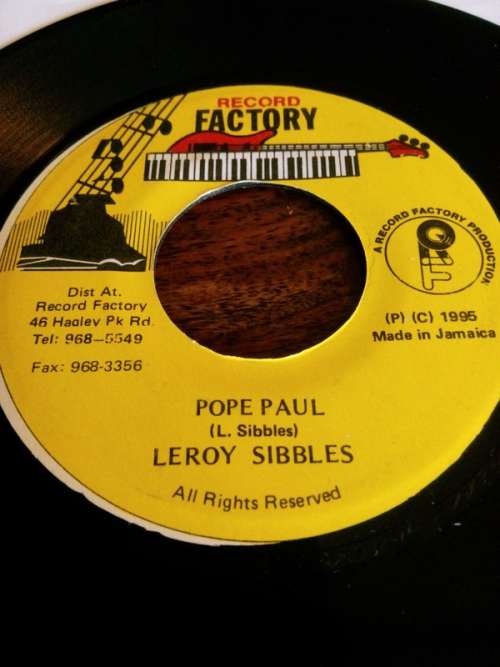 RECORD
FACTORY
A RECORD FACTORY PRODUCTION
Dist At.
Record Factory
46 Hagley Pk Rd.
Tel: 968-5549
Fax: 968-3356
(P) (C) 1995
Made in Jamaica
POPE PAUL
(L. Sibbles)
LEROY SIBBLES
All Rights Reserved